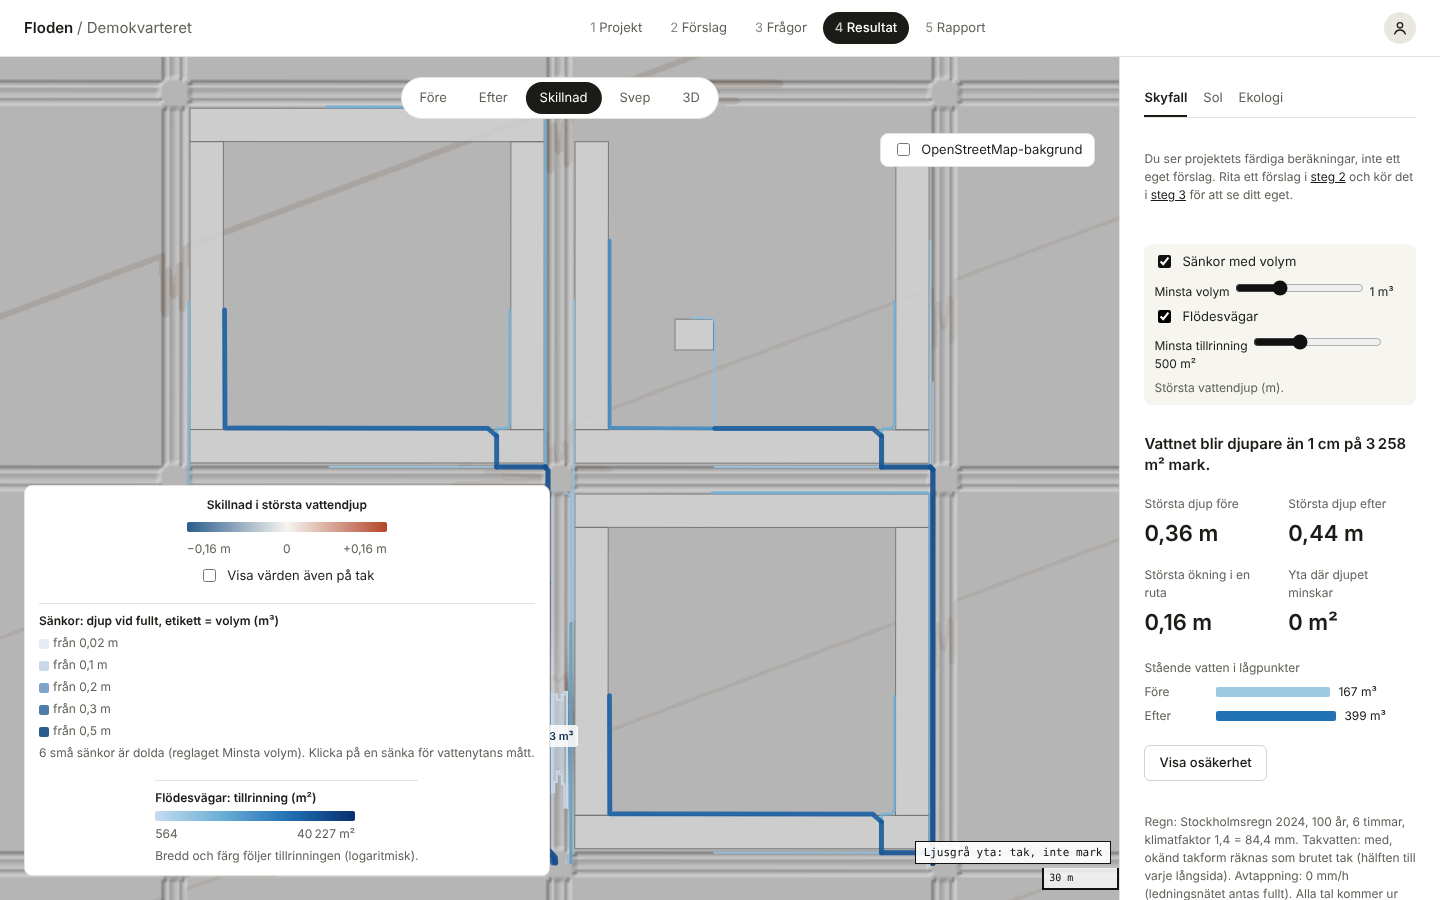 Floden / Demokvarteret
1 Projekt
2 Förslag
3 Frågor
4 Resultat
5 Rapport
Före
Efter
Skillnad
Svep
3D
OpenStreetMap-bakgrund
Skillnad i största vattendjup
−0,16 m
0
+0,16 m
Visa värden även på tak
Sänkor: djup vid fullt, etikett = volym (m³)
från 0,02 m
från 0,1 m
från 0,2 m
från 0,3 m
från 0,5 m
6 små sänkor är dolda (reglaget Minsta volym). Klicka på en sänka för vattenytans mått.
Flödesvägar: tillrinning (m²)
564
40 227 m²
Bredd och färg följer tillrinningen (logaritmisk).
3 m³
Ljusgrå yta: tak, inte mark
30 m
Skyfall
Sol
Ekologi
Du ser projektets färdiga beräkningar, inte ett
eget förslag. Rita ett förslag i steg 2 och kör det
i steg 3 för att se ditt eget.
Sänkor med volym
Minsta volym
1 m³
Flödesvägar
Minsta tillrinning
500 m²
Största vattendjup (m).
Vattnet blir djupare än 1 cm på 3 258
m² mark.
Största djup före
0,36 m
Största djup efter
0,44 m
Största ökning i en
ruta
0,16 m
Yta där djupet
minskar
0 m²
Stående vatten i lågpunkter
Före
167 m³
Efter
399 m³
Visa osäkerhet
Regn: Stockholmsregn 2024, 100 år, 6 timmar,
klimatfaktor 1,4 = 84,4 mm. Takvatten: med,
okänd takform räknas som brutet tak (hälften till
varje långsida). Avtappning: 0 mm/h
(ledningsnätet antas fullt). Alla tal kommer ur